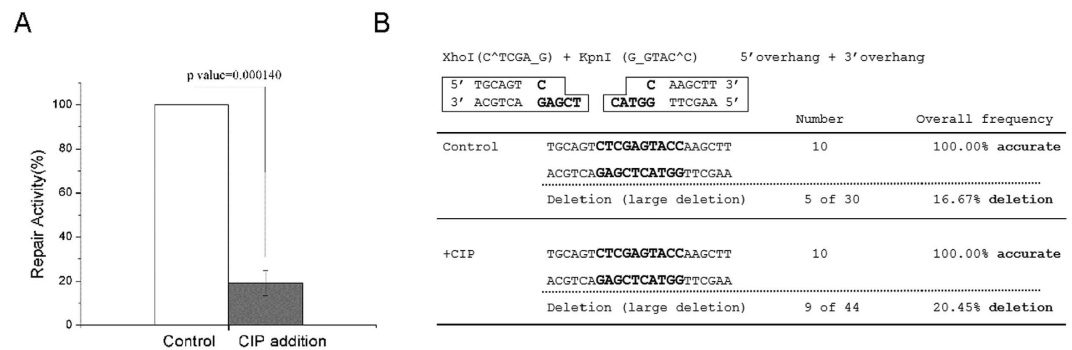 A
p value=0.000140
100
80
60
40
20
0
Repair Activity(%)
Control
CIP addition
B
XhoI(C^TCGA_G) + KpnI (G_GTAC^C) 5'overhang + 3'overhang
5' TGCAGT C C AAGCTT 3'
3' ACGTCA GAGCT CATGG TTCGAA 5'
Number Overall frequency
Control TGCAGTCTCGAGTACCAAGCTT 10 100.00% accurate
ACGTCAGAGCTCATGGTTCGAA
Deletion (large deletion) 5 of 30 16.67% deletion
+CIP TGCAGTCTCGAGTACCAAGCTT 10 100.00% accurate
ACGTCAGAGCTCATGGTTCGAA
Deletion (large deletion) 9 of 44 20.45% deletion